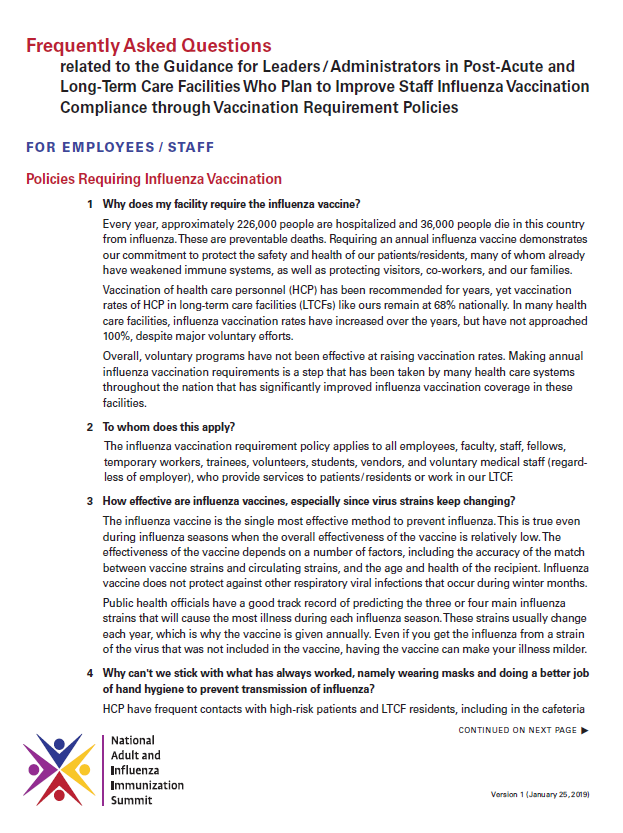 Frequently Asked Questions
related to the Guidance for Leaders/Administrators in Post-Acute and
Long-Term Care Facilities Who Plan to Improve Staff Influenza Vaccination
Compliance through Vaccination Requirement Policies
FOR EMPLOYEES / STAFF
Policies Requiring Influenza Vaccination
1 Why does my facility require the influenza vaccine?
Every year, approximately 226,000 people are hospitalized and 36,000 people die in this country
from influenza. These are preventable deaths. Requiring an annual influenza vaccine demonstrates
our commitment to protect the safety and health of our patients/residents, many of whom already
have weakened immune systems, as well as protecting visitors, co-workers, and our families.
Vaccination of health care personnel (HCP) has been recommended for years, yet vaccination
rates of HCP in long-term care facilities (LTCFs) like ours remain at 68% nationally. In many health
care facilities, influenza vaccination rates have increased over the years, but have not approached
100%, despite major voluntary efforts.
Overall, voluntary programs have not been effective at raising vaccination rates. Making annual
influenza vaccination requirements is a step that has been taken by many health care systems
throughout the nation that has significantly improved influenza vaccination coverage in these
facilities.
2 To whom does this apply?
The influenza vaccination requirement policy applies to all employees, faculty, staff, fellows,
temporary workers, trainees, volunteers, students, vendors, and voluntary medical staff (regard-
less of employer), who provide services to patients/residents or work in our LTCF.
3 How effective are influenza vaccines, especially since virus strains keep changing?
The influenza vaccine is the single most effective method to prevent influenza. This is true even
during influenza seasons when the overall effectiveness of the vaccine is relatively low. The
effectiveness of the vaccine depends on a number of factors, including the accuracy of the match
between vaccine strains and circulating strains, and the age and health of the recipient. Influenza
vaccine does not protect against other respiratory viral infections that occur during winter months.
Public health officials have a good track record of predicting the three or four main influenza
strains that will cause the most illness during each influenza season. These strains usually change
each year, which is why the vaccine is given annually. Even if you get the influenza from a strain
of the virus that was not included in the vaccine, having the vaccine can make your illness milder.
4 Why can't we stick with what has always worked, namely wearing masks and doing a better job
of hand hygiene to prevent transmission of influenza?
HCP have frequent contacts with high-risk patients and LTCF residents, including in the cafeteria
CONTINUED ON NEXT PAGE ▶
National
Adult and
Influenza
Immunization
Summit
Version 1 (January 25, 2019)